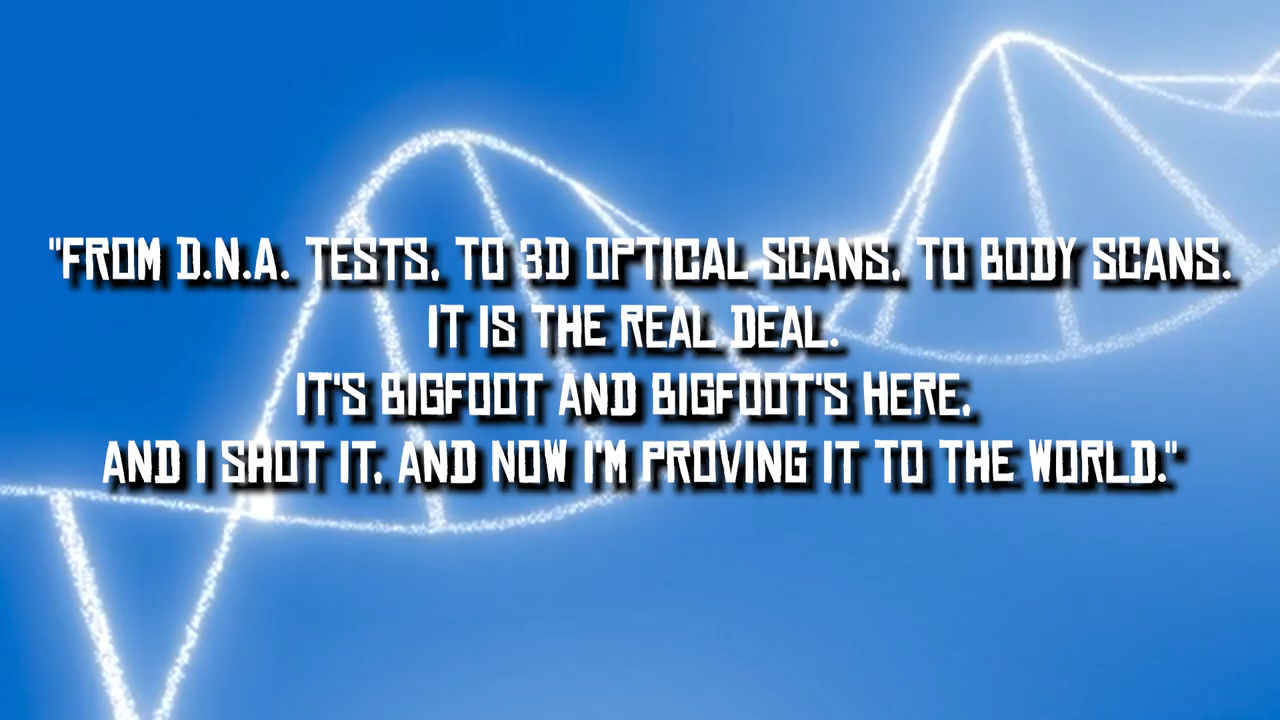 "FROM D.N.A. TESTS, TO 3D OPTICAL SCANS, TO BODY SCANS.
IT IS THE REAL DEAL.
IT'S BIGFOOT AND BIGFOOT'S HERE,
AND I SHOT IT, AND NOW I'M PROVING IT TO THE WORLD."